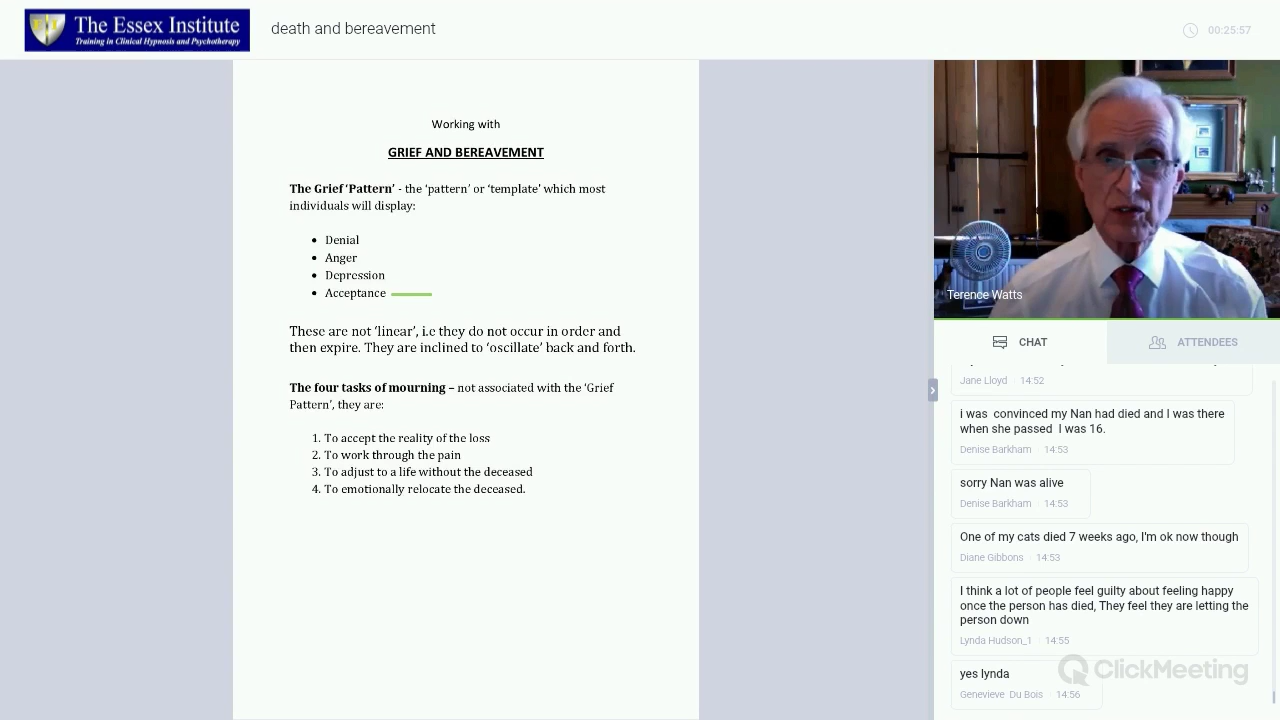 The Essex Institute
Training in Clinical Hypnosis and Psychotherapy
death and bereavement
00:25:57
Working with
GRIEF AND BEREAVEMENT
The Grief ‘Pattern’ - the ‘pattern’ or ‘template’ which most
individuals will display:
• Denial
• Anger
• Depression
• Acceptance
These are not ‘linear’, i.e they do not occur in order and
then expire. They are inclined to ‘oscillate’ back and forth.
The four tasks of mourning – not associated with the ‘Grief
Pattern’, they are:
1. To accept the reality of the loss
2. To work through the pain
3. To adjust to a life without the deceased
4. To emotionally relocate the deceased.
Terence Watts
CHAT
ATTENDEES
Jane Lloyd 14:52
i was convinced my Nan had died and I was there
when she passed I was 16.
Denise Barkham 14:53
sorry Nan was alive
Denise Barkham 14:53
One of my cats died 7 weeks ago, I'm ok now though
Diane Gibbons 14:53
I think a lot of people feel guilty about feeling happy
once the person has died, They feel they are letting the
person down
Lynda Hudson_1 14:55
yes lynda
Genevieve Du Bois 14:56
ClickMeeting